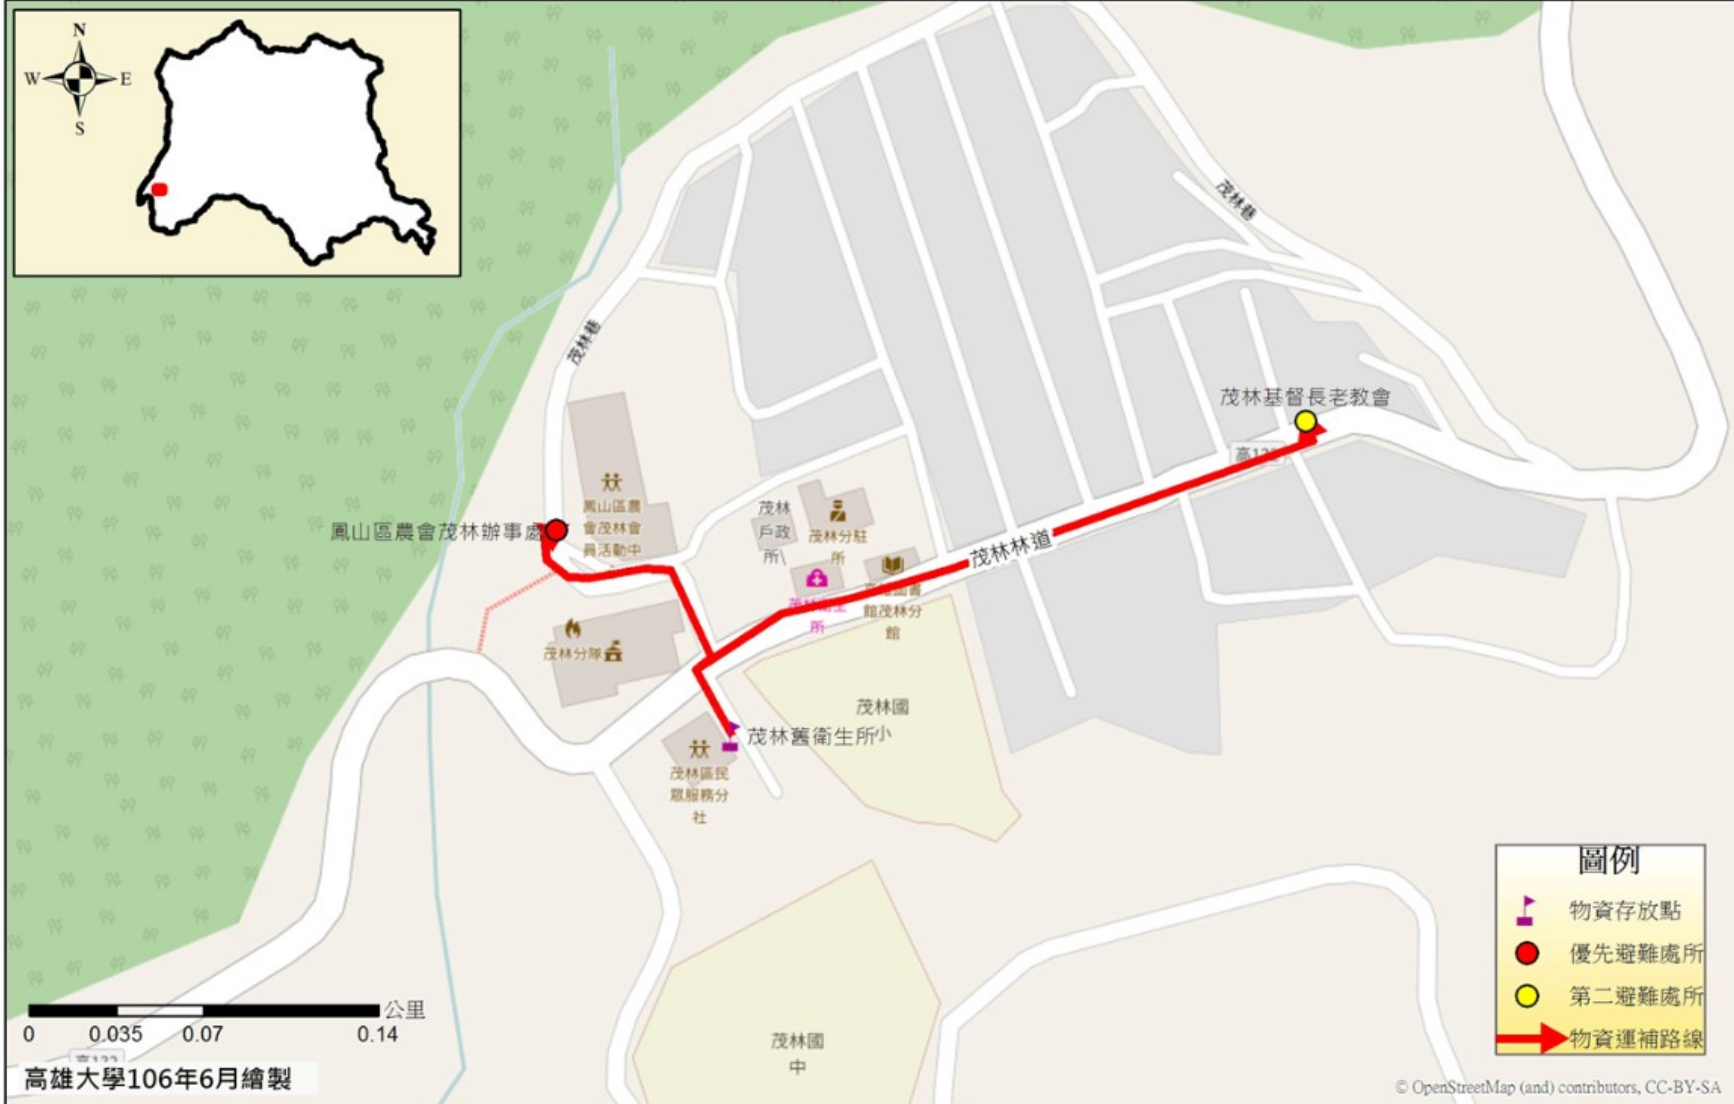 N
W
E
S
茂林巷
茂林巷
茂林基督長老教會
鳳山區農會茂林辦事處
鳳山區農
會茂林會
員活動中
茂林
戶政
所\
茂林分駐
所
茂林林道
館茂林分
館
所
茂林分隊
茂林國
小
茂林舊衛生所
茂林區民
眾服務分
社
茂林國
中
圖例
物資存放點
優先避難處所
第二避難處所
物資運補路線
公里
0
0.035
0.07
0.14
高雄大學106年6月繪製
© OpenStreetMap (and) contributors, CC-BY-SA